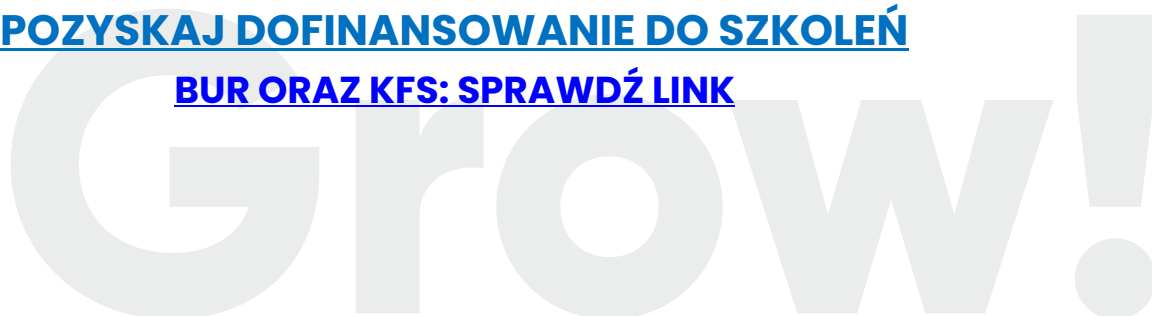 POZYSKAJ DOFINANSOWANIE DO SZKOLEŃ
BUR ORAZ KFS: SPRAWDŹ LINK
Grow!